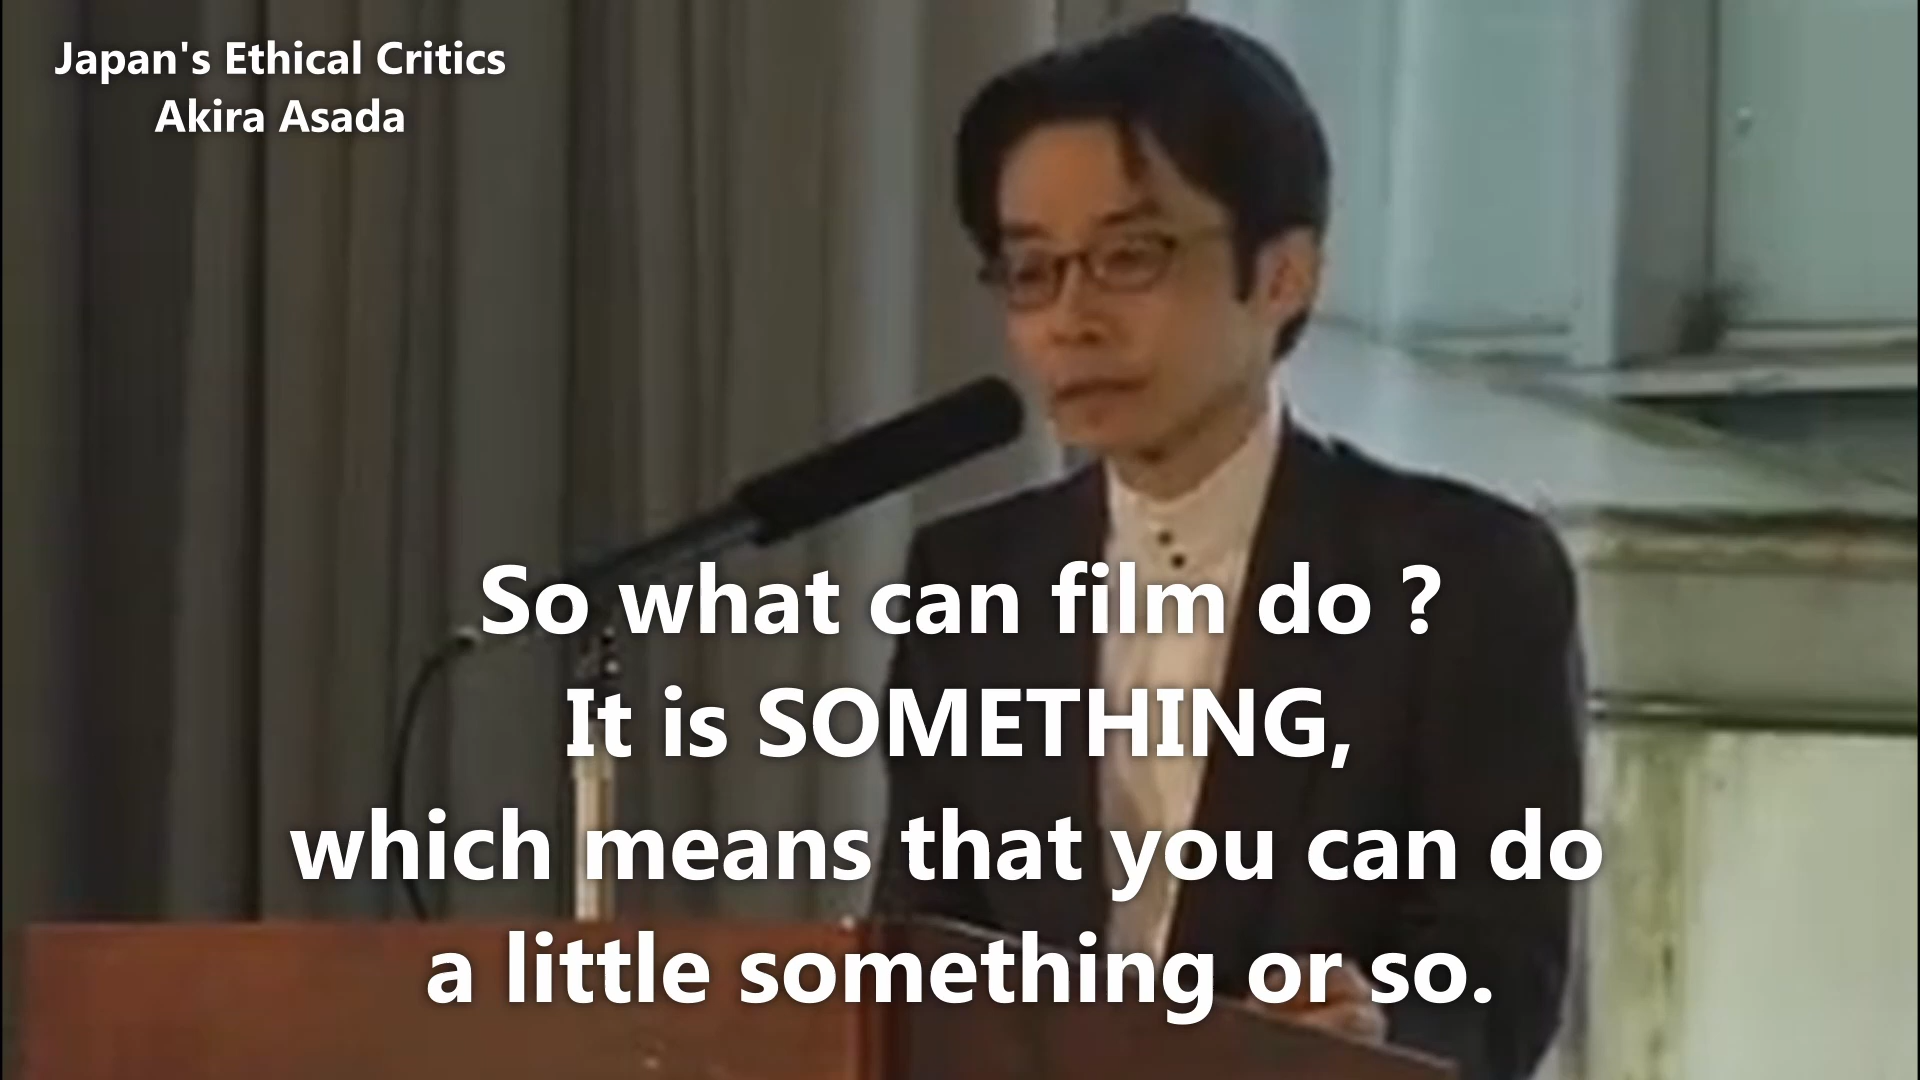 Japan's Ethical Critics
Akira Asada
So what can film do ?
It is SOMETHING,
which means that you can do
a little something or so.